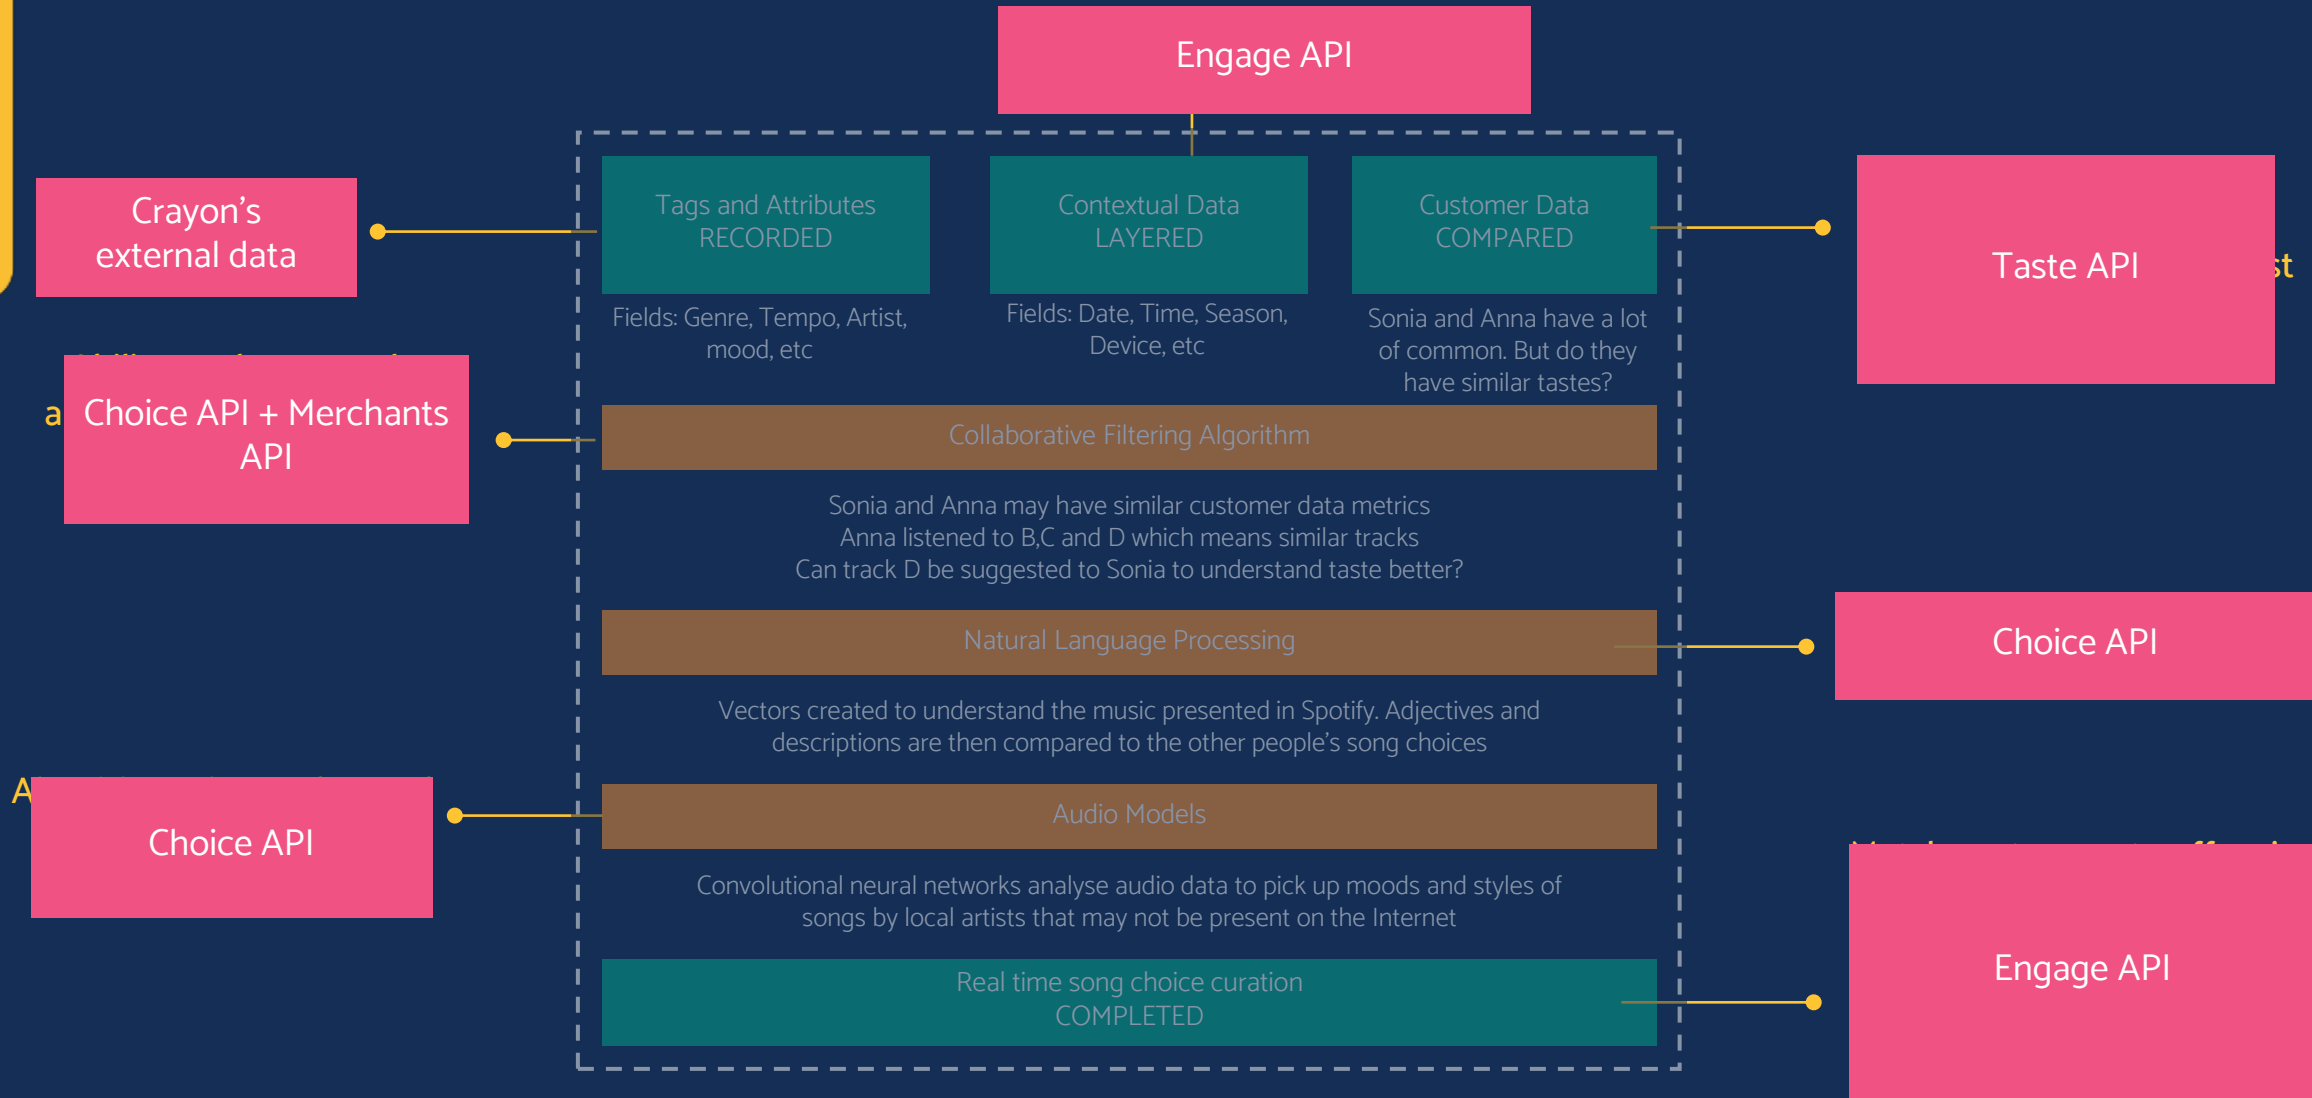 Engage API
Crayon's
external data
Tags and Attributes
RECORDED
Contextual Data
LAYERED
Customer Data
COMPARED
Taste API
Fields: Genre, Tempo, Artist,
mood, etc
Fields: Date, Time, Season,
Device, etc
Sonia and Anna have a lot
of common. But do they
have similar tastes?
Choice API + Merchants
API
Collaborative Filtering Algorithm
Sonia and Anna may have similar customer data metrics
Anna listened to B,C and D which means similar tracks
Can track D be suggested to Sonia to understand taste better?
Natural Language Processing
Choice API
Vectors created to understand the music presented in Spotify. Adjectives and
descriptions are then compared to the other people's song choices
Choice API
Audio Models
Convolutional neural networks analyse audio data to pick up moods and styles of
songs by local artists that may not be present on the Internet
Real time song choice curation
COMPLETED
Engage API